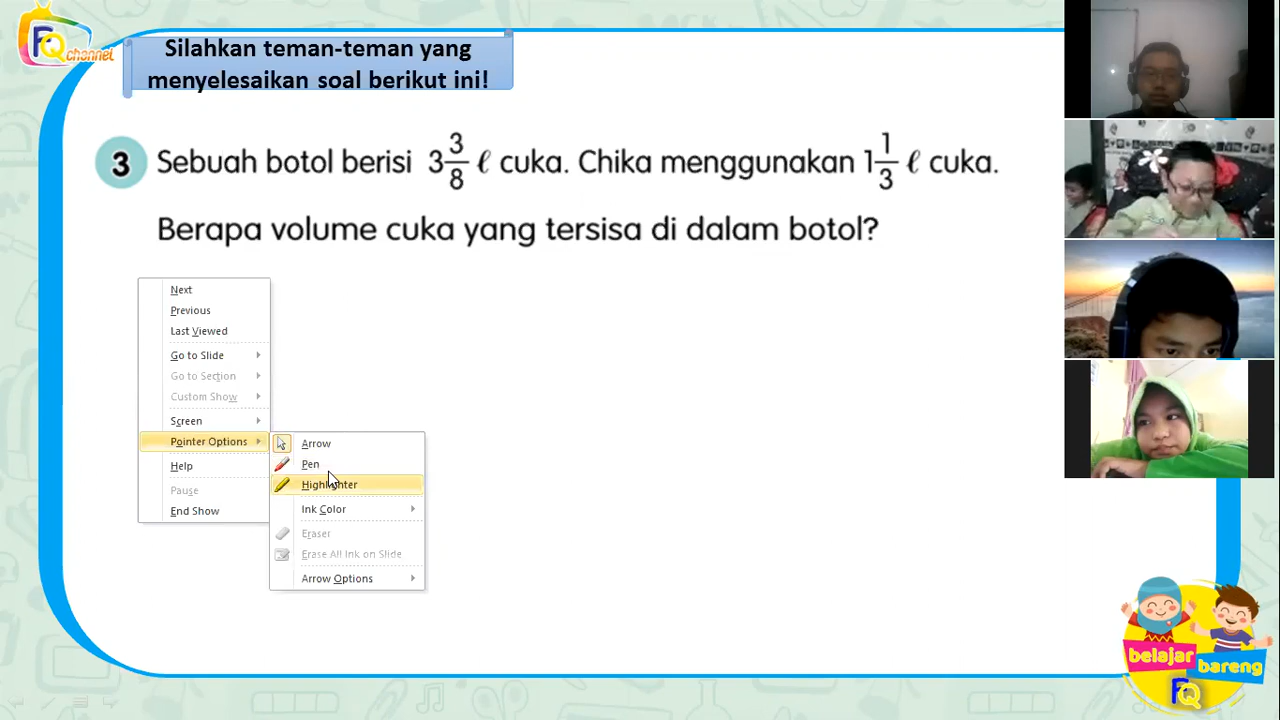 FQ channel
Silahkan teman-teman yang
menyelesaikan soal berikut ini!
3 Sebuah botol berisi 3 3/8 ℓ cuka. Chika menggunakan 1 1/3 ℓ cuka.
Berapa volume cuka yang tersisa di dalam botol?
Next
Previous
Last Viewed
Go to Slide
Go to Section
Custom Show
Screen
Pointer Options
Help
Pause
End Show
Arrow
Pen
Highlighter
Ink Color
Eraser
Erase All Ink on Slide
Arrow Options
belajar
bareng
FQ